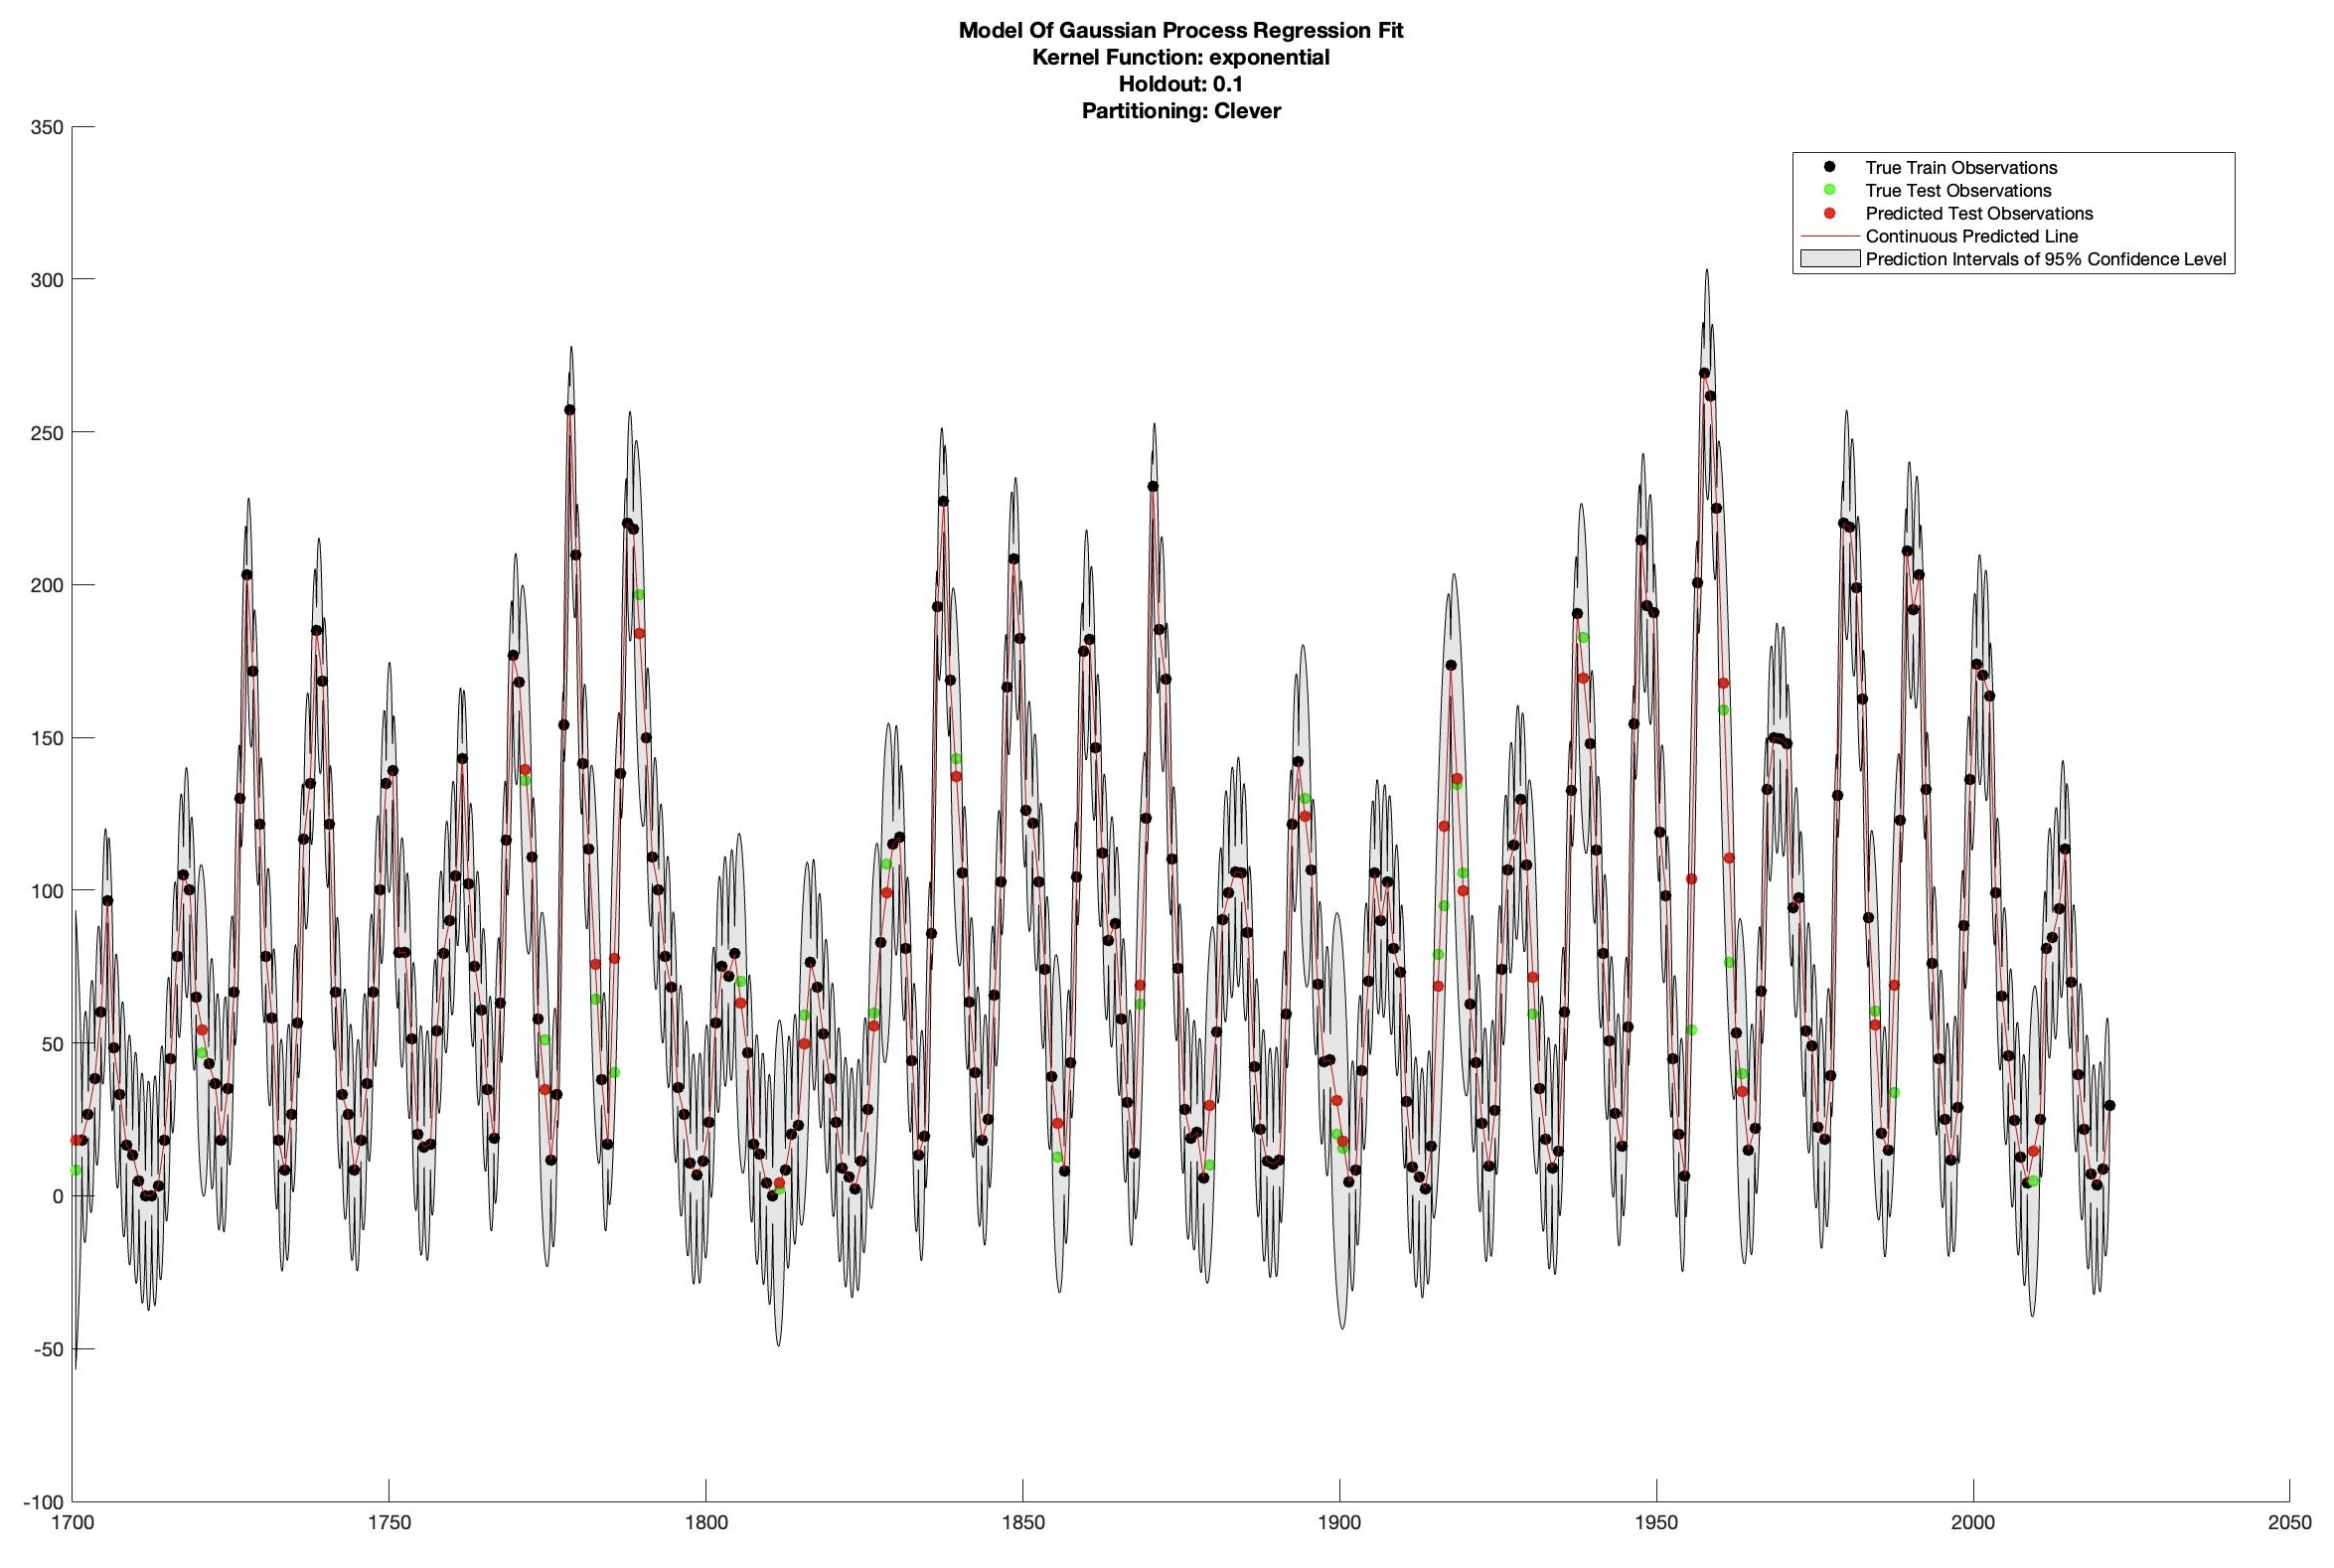 Model Of Gaussian Process Regression Fit
Kernel Function: exponential
Holdout: 0.1
Partitioning: Clever
350
300
250
200
150
100
50
0
-50
-100
True Train Observations
True Test Observations
Predicted Test Observations
Continuous Predicted Line
Prediction Intervals of 95% Confidence Level
1700
1750
1800
1850
1900
1950
2000
2050